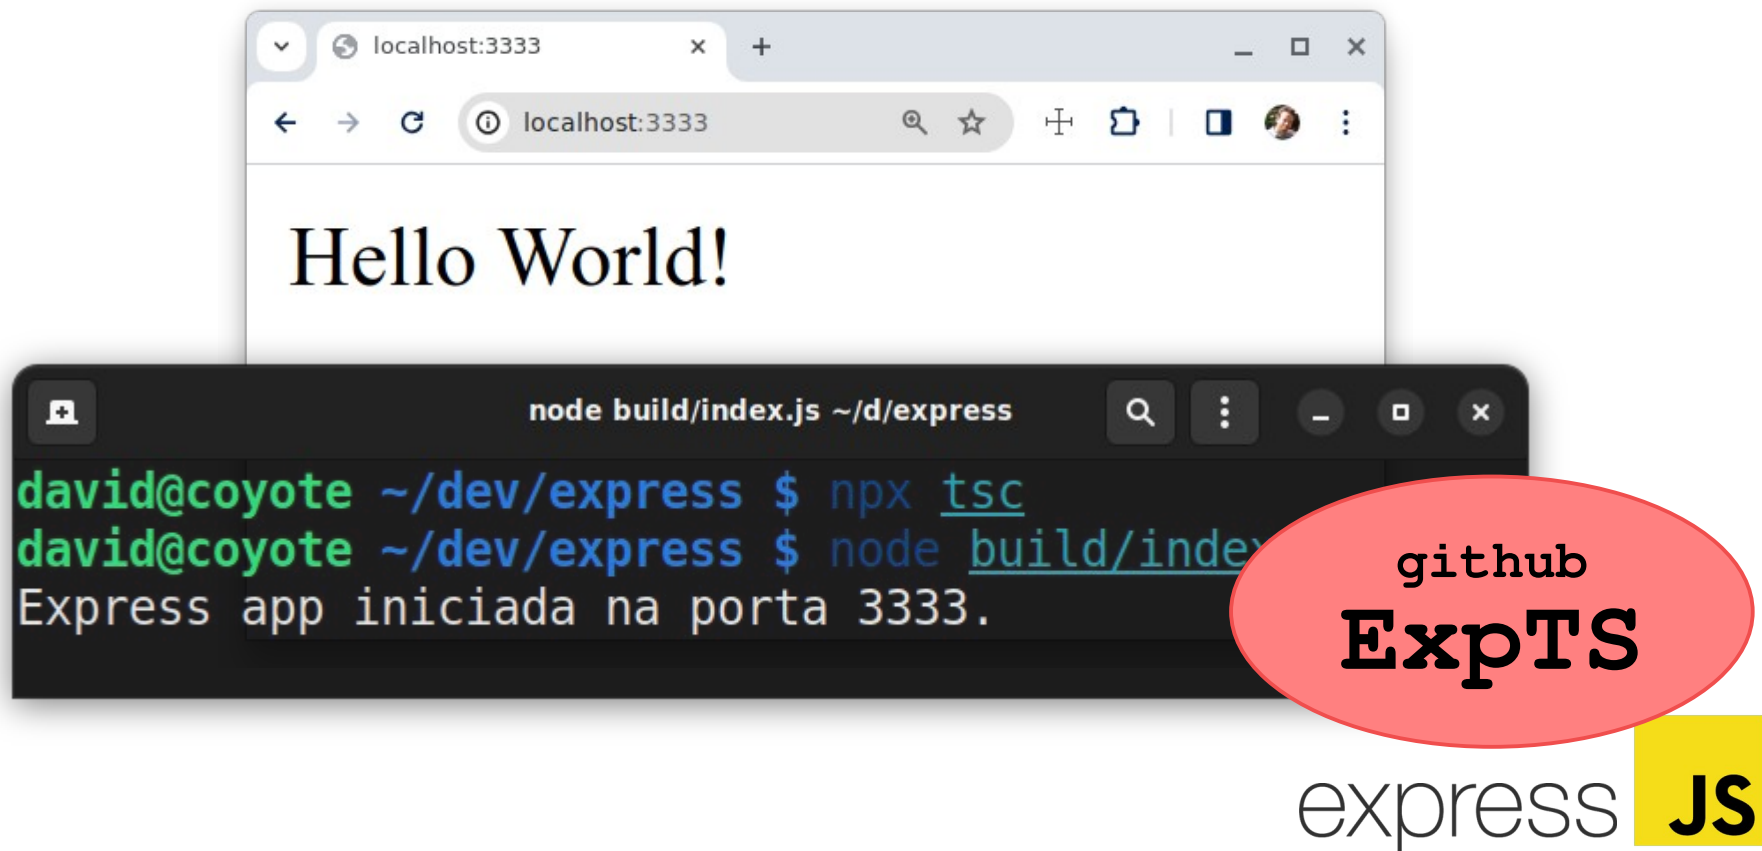 localhost:3333
localhost:3333
Hello World!
node build/index.js ~/d/express
david@coyote ~/dev/express $ npx tsc
david@coyote ~/dev/express $ node build/index
Express app iniciada na porta 3333.
github
ExpTS
express JS